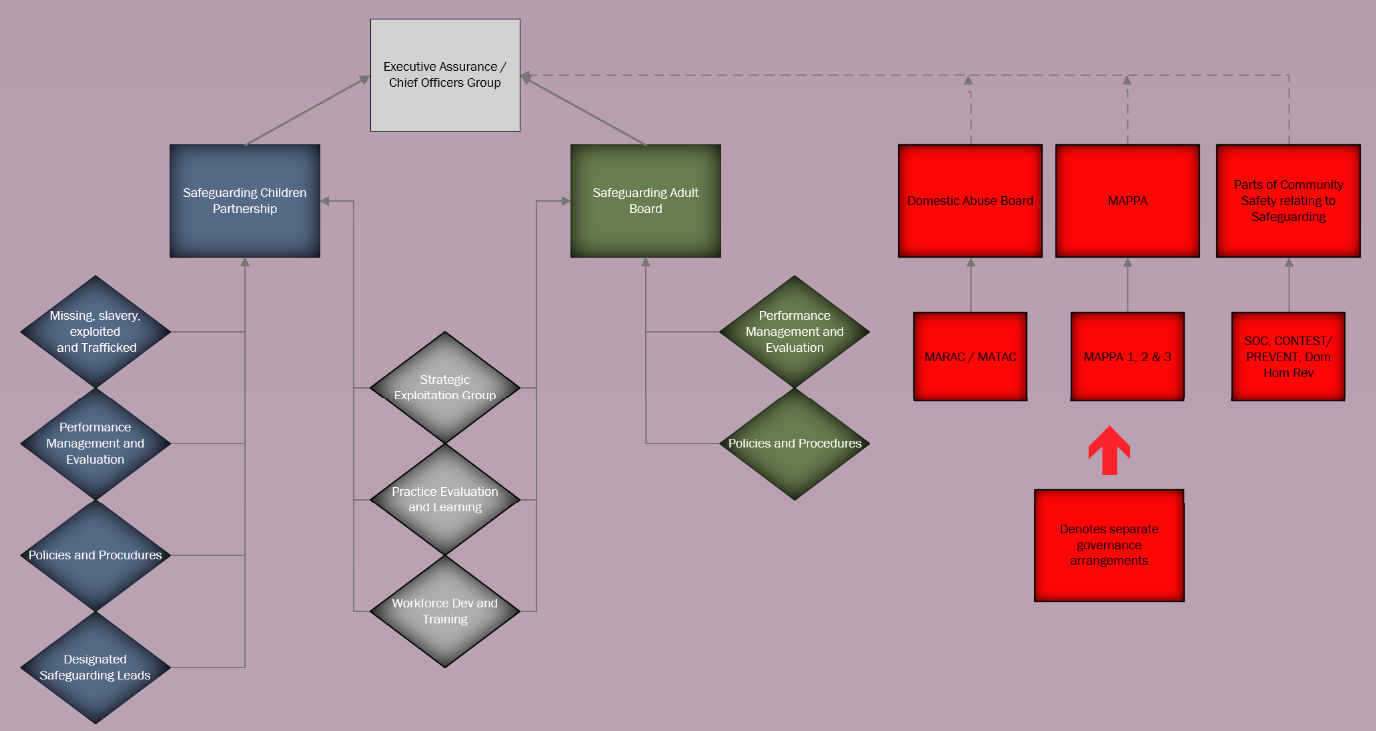 Executive Assurance /
Chief Officers Group
Safeguarding Children
Partnership
Safeguarding Adult
Board
Domestic Abuse Board
MAPPA
Parts of Community
Safety relating to
Safeguarding
Missing, slavery,
exploited
and Trafficked
Performance
Management and
Evaluation
Policies and Procudures
Designated
Safeguarding Leads
Strategic
Exploitation Group
Practice Evaluation
and Learning
Workforce Dev and
Training
Performance
Management and
Evaluation
Policies and Procedures
MARAC / MATAC
MAPPA 1, 2 & 3
SOC, CONTEST/
PREVENT, Dom
Hom Rev
Denotes separate
governance
arrangements